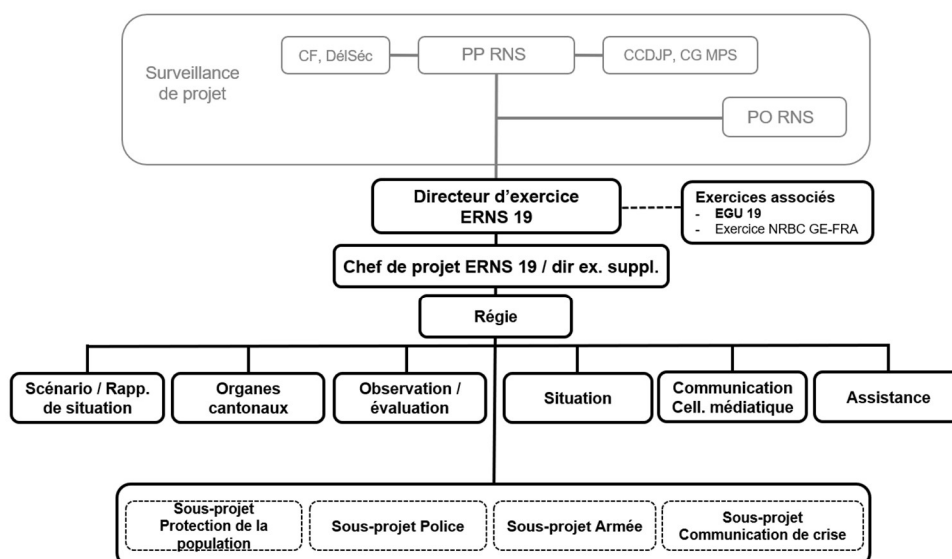 Surveillance
de projet
CF, DélSéc
PP RNS
CCDJP, CG MPS
PO RNS
Directeur d'exercice
ERNS 19
Exercices associés
- EGU 19
- Exercice NRBC GE-FRA
Chef de projet ERNS 19 / dir ex. suppl.
Régie
Scénario / Rapp.
de situation
Organes
cantonaux
Observation /
évaluation
Situation
Communication
Cell. médiatique
Assistance
Sous-projet
Protection de la
population
Sous-projet Police
Sous-projet Armée
Sous-projet
Communication de crise